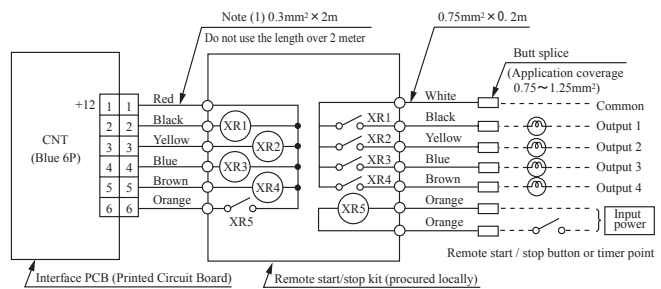 Note (1) 0.3mm² × 2m
Do not use the length over 2 meter
0.75mm² × 0. 2m
Butt splice
(Application coverage
0.75～1.25mm²)
CNT
(Blue 6P)
+12
1 1 Red
2 2 Black
3 3 Yellow
4 4 Blue
5 5 Brown
6 6 Orange
XR1
XR2
XR3
XR4
XR5
XR1
XR2
XR3
XR4
XR5
White Common
Black Output 1
Yellow Output 2
Blue Output 3
Brown Output 4
Orange
Orange
Input
power
Remote start / stop button or timer point
Interface PCB (Printed Circuit Board)
Remote start/stop kit (procured locally)